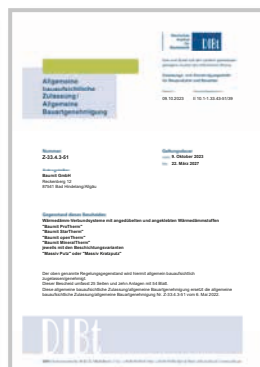 DIBt
Allgemeine
bauaufsichtliche
Zulassung /
Allgemeine
Bauartgenehmigung
09.10.2023
Nummer
Z-33.4.3-51
Geltungsdauer
9. Oktober 2023
22. März 2027
Baumit GmbH
Reckenberg 12
87541 Bad Hindelang/Allgäu
Gegenstand dieses Bescheides
Wärmedämm-Verbundsysteme mit angedübelten und angeklebten Wärmedämmstoffen
"Baumit ProTherm"
"Baumit StarTherm"
"Baumit openTherm"
"Baumit MineralTherm"
jeweils mit den Beschichtungsvarianten
"Massiv Putz" oder "Massiv Kratzputz"
Der oben genannte Regelungsgegenstand wird hiermit allgemein bauaufsichtlich
zugelassen/genehmigt.
Dieser Bescheid umfasst 25 Seiten und zehn Anlagen mit 54 Blatt.
Diese allgemeine bauaufsichtliche Zulassung/allgemeine Bauartgenehmigung ersetzt die allgemeine
bauaufsichtliche Zulassung/allgemeine Bauartgenehmigung Nr. Z-33.4.3-51 vom 6. Mai 2022.
DIBt